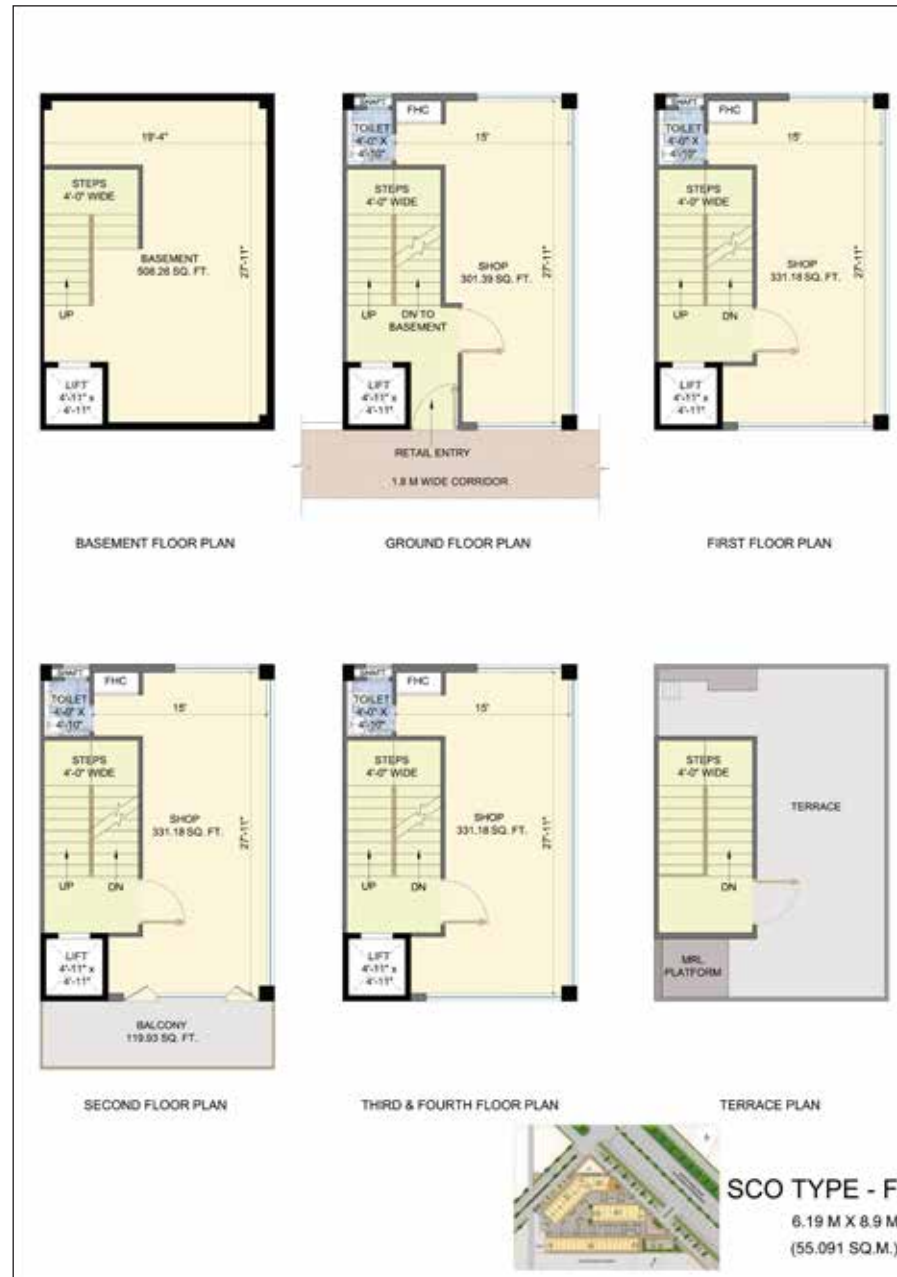 19'-4"
STEPS
4'-0" WIDE
BASEMENT
508.26 SQ. FT.
27'-11"
UP
LIFT
4'-11" x
4'-11"
BASEMENT FLOOR PLAN
SHAFT
FHC
TOILET
4'-0" X
4'-10"
15'
STEPS
4'-0" WIDE
SHOP
301.39 SQ. FT.
27'-11"
UP
DN TO
BASEMENT
LIFT
4'-11" x
4'-11"
RETAIL ENTRY
1.8 M WIDE CORRIDOR
GROUND FLOOR PLAN
SHAFT
FHC
TOILET
4'-0" X
4'-10"
15'
STEPS
4'-0" WIDE
SHOP
331.18 SQ. FT.
27'-11"
UP
DN
LIFT
4'-11" x
4'-11"
FIRST FLOOR PLAN
SHAFT
FHC
TOILET
4'-0" X
4'-10"
15'
STEPS
4'-0" WIDE
SHOP
331.18 SQ. FT.
27'-11"
UP
DN
LIFT
4'-11" x
4'-11"
BALCONY
119.93 SQ. FT.
SECOND FLOOR PLAN
SHAFT
FHC
TOILET
4'-0" X
4'-10"
15'
STEPS
4'-0" WIDE
SHOP
331.18 SQ. FT.
27'-11"
UP
DN
LIFT
4'-11" x
4'-11"
THIRD & FOURTH FLOOR PLAN
STEPS
4'-0" WIDE
TERRACE
DN
MRL
PLATFORM
TERRACE PLAN
SCO TYPE - F
6.19 M X 8.9 M
(55.091 SQ.M.)